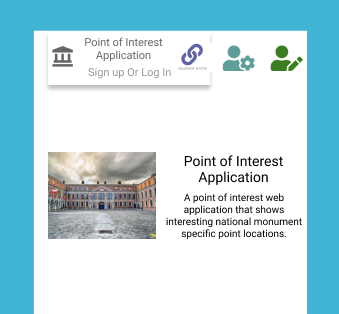 Point of Interest
Application
Sign up Or Log In
Point of Interest
Application
A point of interest web
application that shows
interesting national monument
specific point locations.